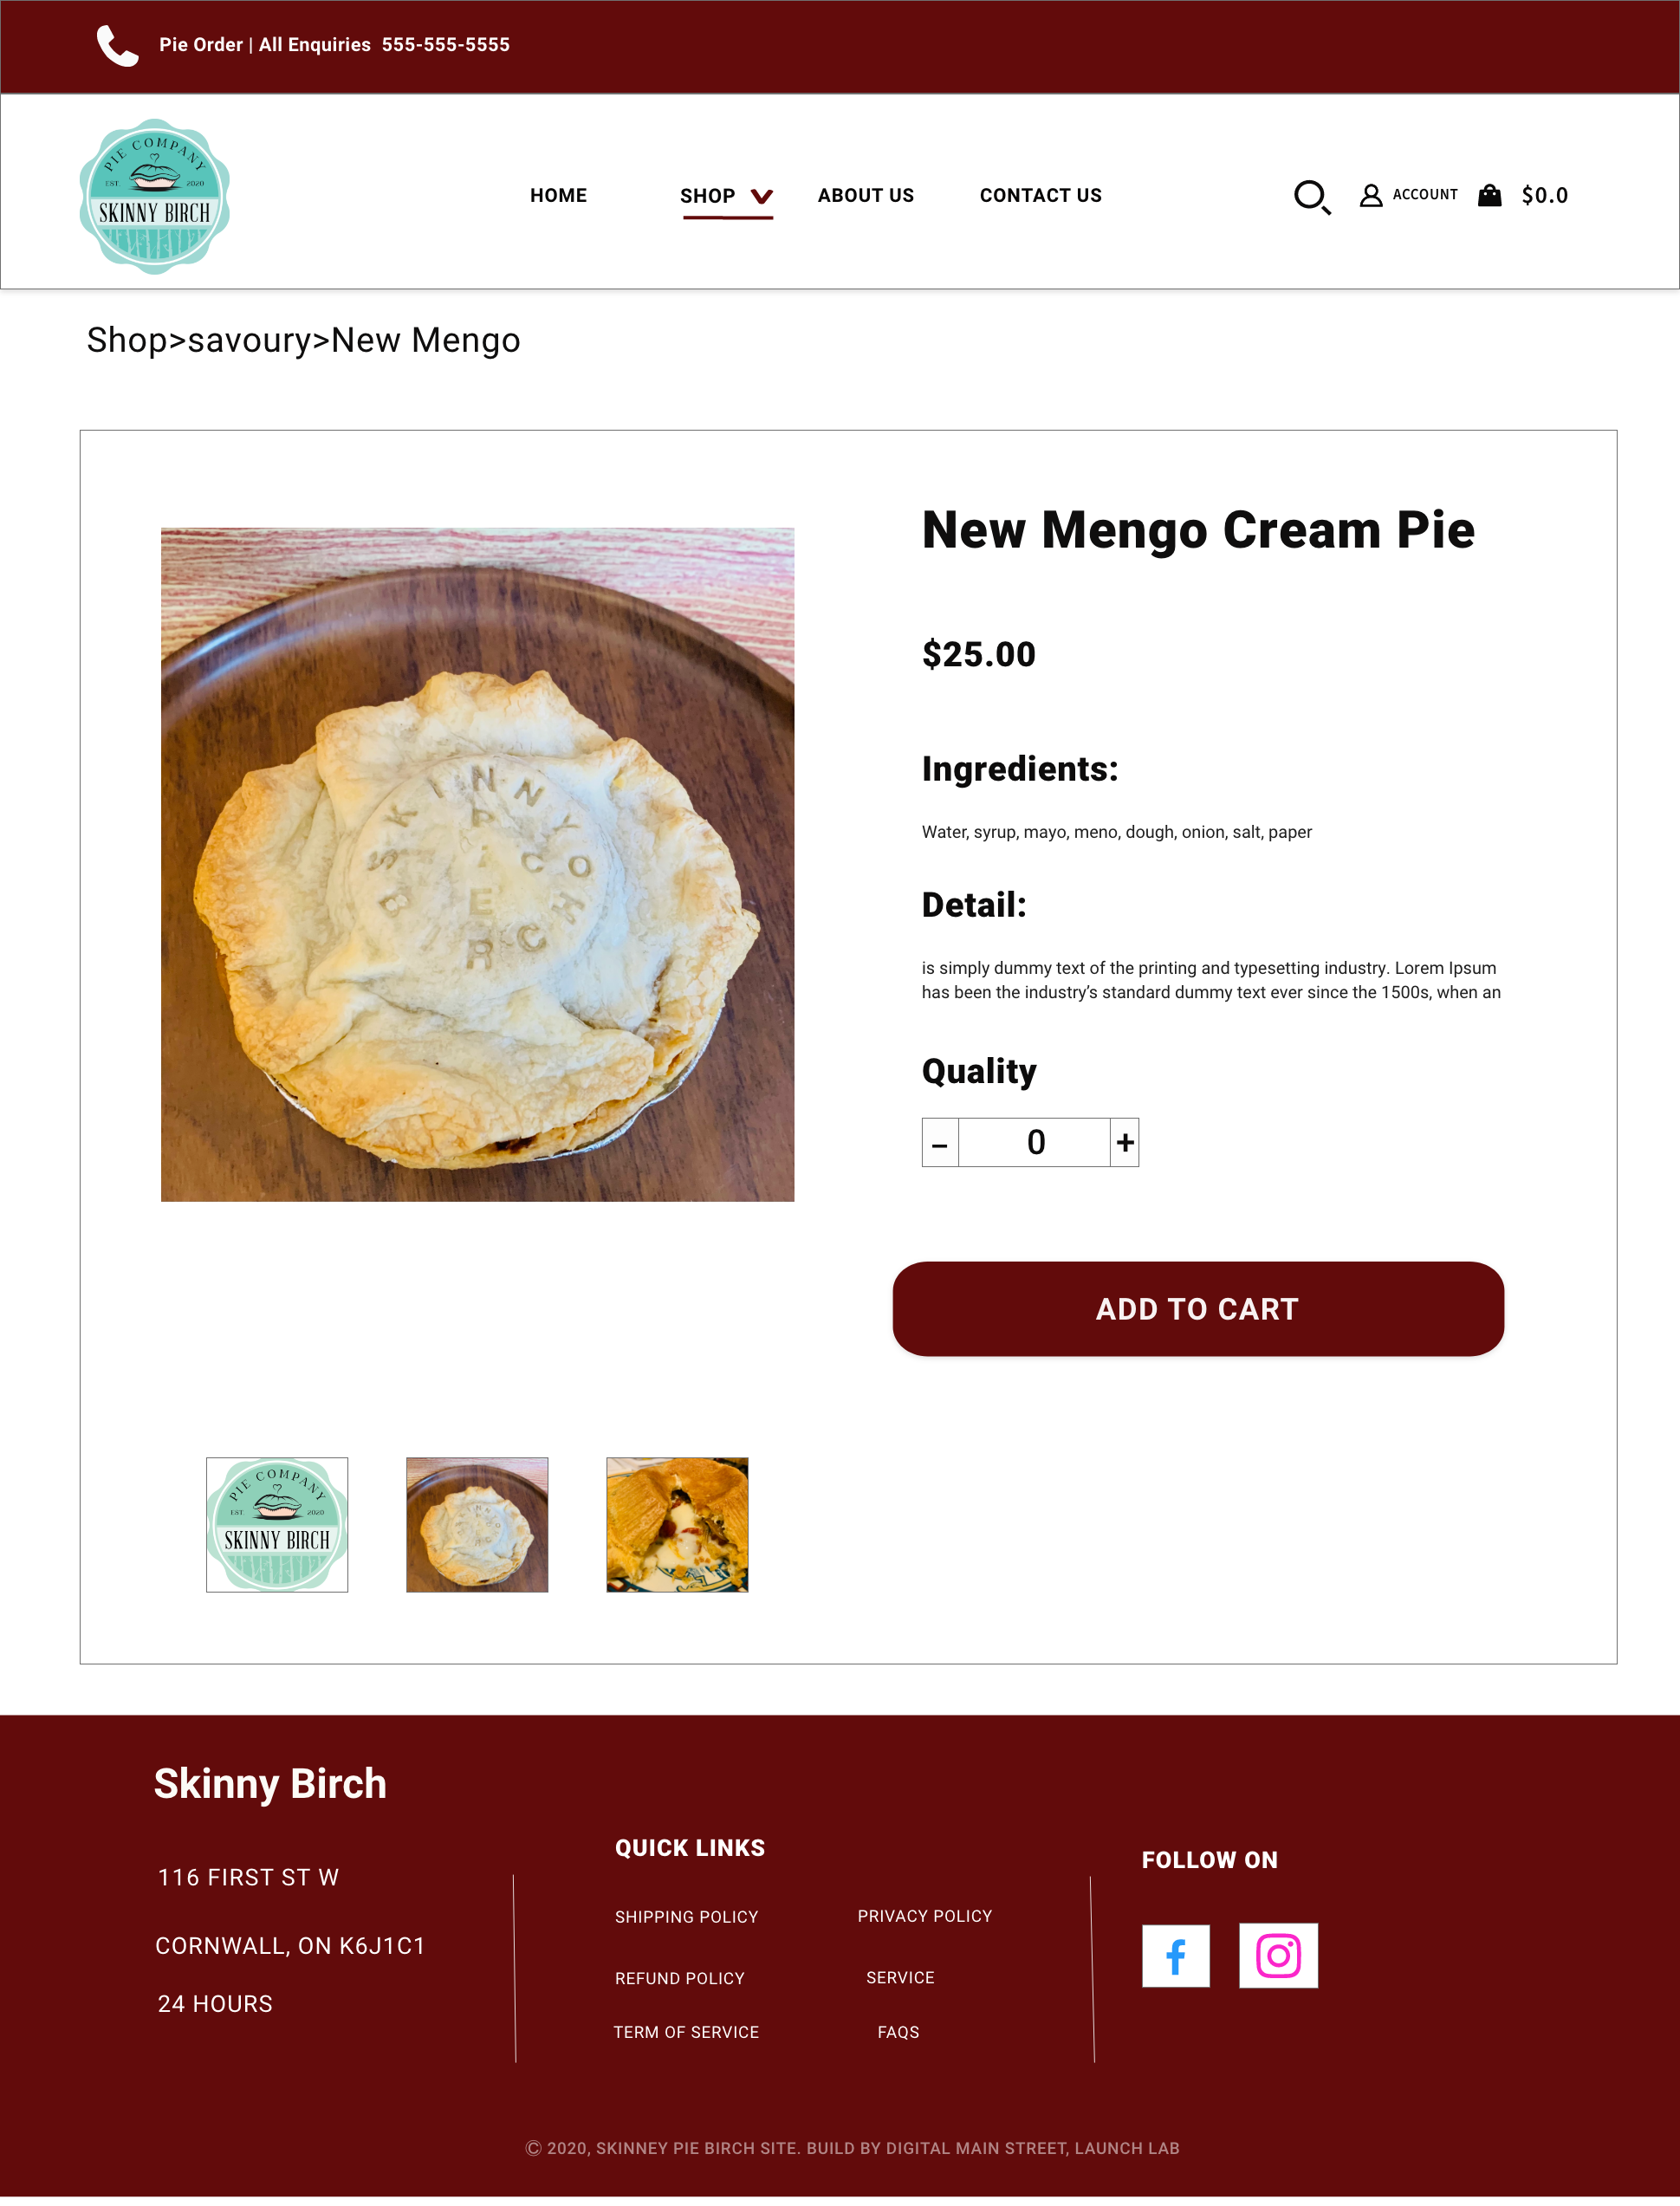 Pie Order | All Enquiries 555-555-5555
PIE COMPANY
EST. 2020
SKINNY BIRCH
HOME SHOP ABOUT US CONTACT US ACCOUNT $0.0
Shop>savoury>New Mengo
New Mengo Cream Pie
$25.00
SKINNY
PIE CO
BIRCH
Ingredients:
Water, syrup, mayo, meno, dough, onion, salt, paper
Detail:
is simply dummy text of the printing and typesetting industry. Lorem Ipsum
has been the industry’s standard dummy text ever since the 1500s, when an
Quality
– 0 +
ADD TO CART
PIE COMPANY
EST. 2020
SKINNY BIRCH
Skinny Birch
116 FIRST ST W
CORNWALL, ON K6J1C1
24 HOURS
QUICK LINKS
SHIPPING POLICY PRIVACY POLICY
REFUND POLICY SERVICE
TERM OF SERVICE FAQS
FOLLOW ON
© 2020, SKINNEY PIE BIRCH SITE. BUILD BY DIGITAL MAIN STREET, LAUNCH LAB